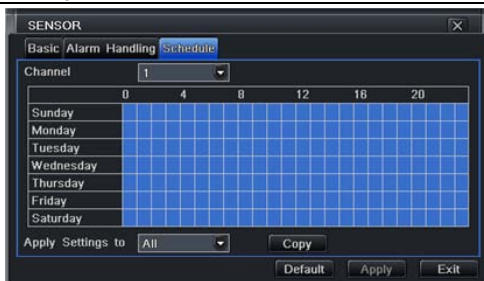 SENSOR
Basic Alarm Handling Schedule
Channel 1
0 4 8 12 16 20
Sunday
Monday
Tuesday
Wednesday
Thursday
Friday
Saturday
Apply Settings to All Copy
Default Apply Exit